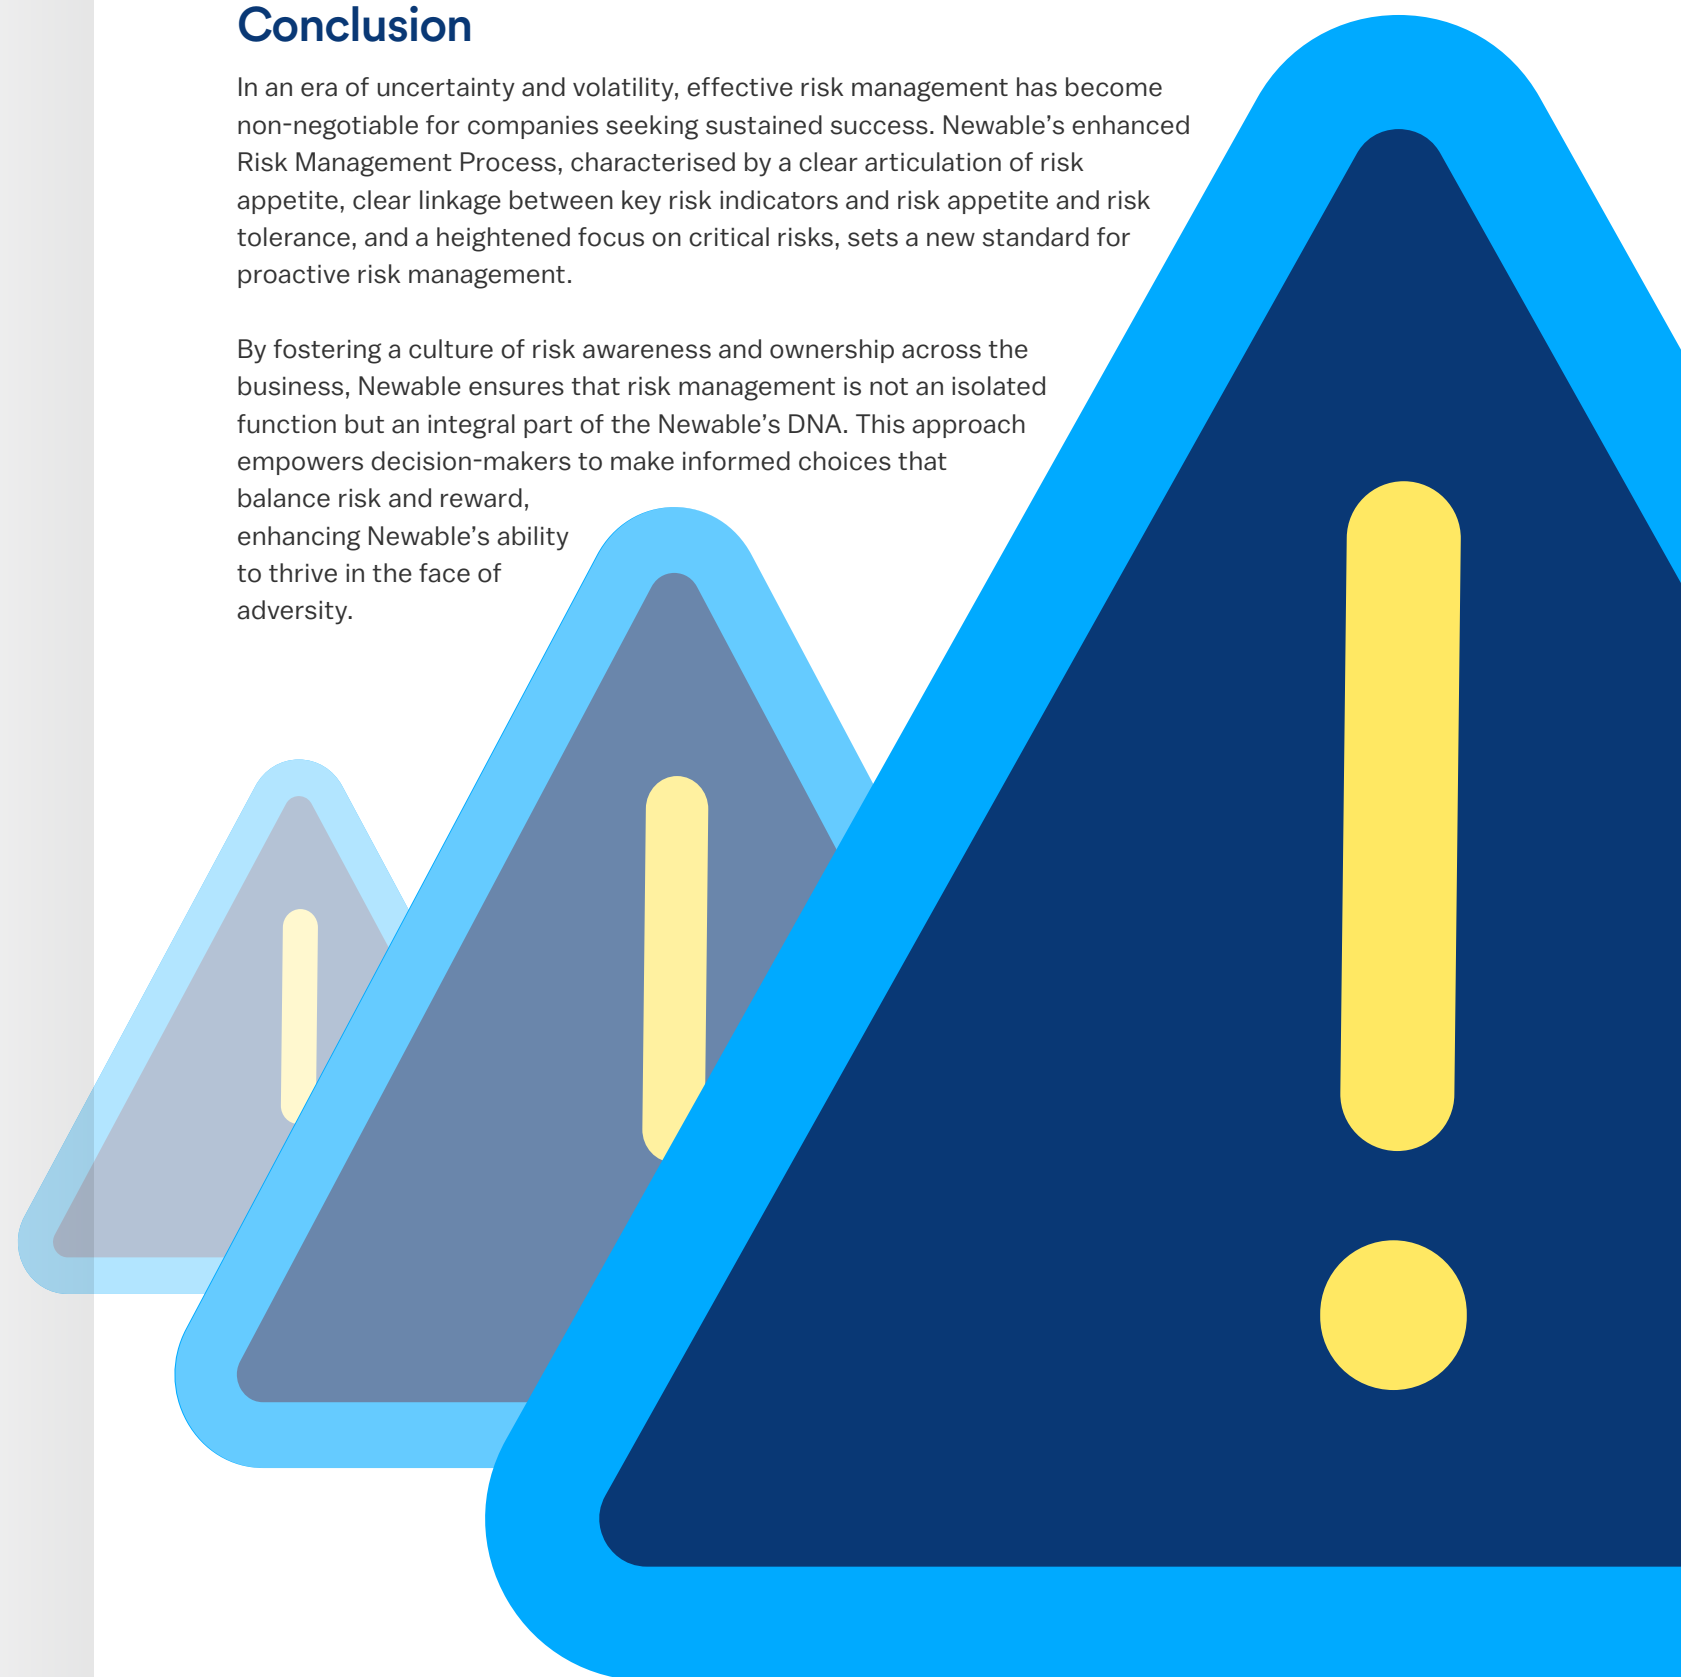 Conclusion
In an era of uncertainty and volatility, effective risk management has become
non-negotiable for companies seeking sustained success. Newable’s enhanced
Risk Management Process, characterised by a clear articulation of risk
appetite, clear linkage between key risk indicators and risk appetite and risk
tolerance, and a heightened focus on critical risks, sets a new standard for
proactive risk management.
By fostering a culture of risk awareness and ownership across the
business, Newable ensures that risk management is not an isolated
function but an integral part of the Newable’s DNA. This approach
empowers decision-makers to make informed choices that
balance risk and reward,
enhancing Newable’s ability
to thrive in the face of
adversity.